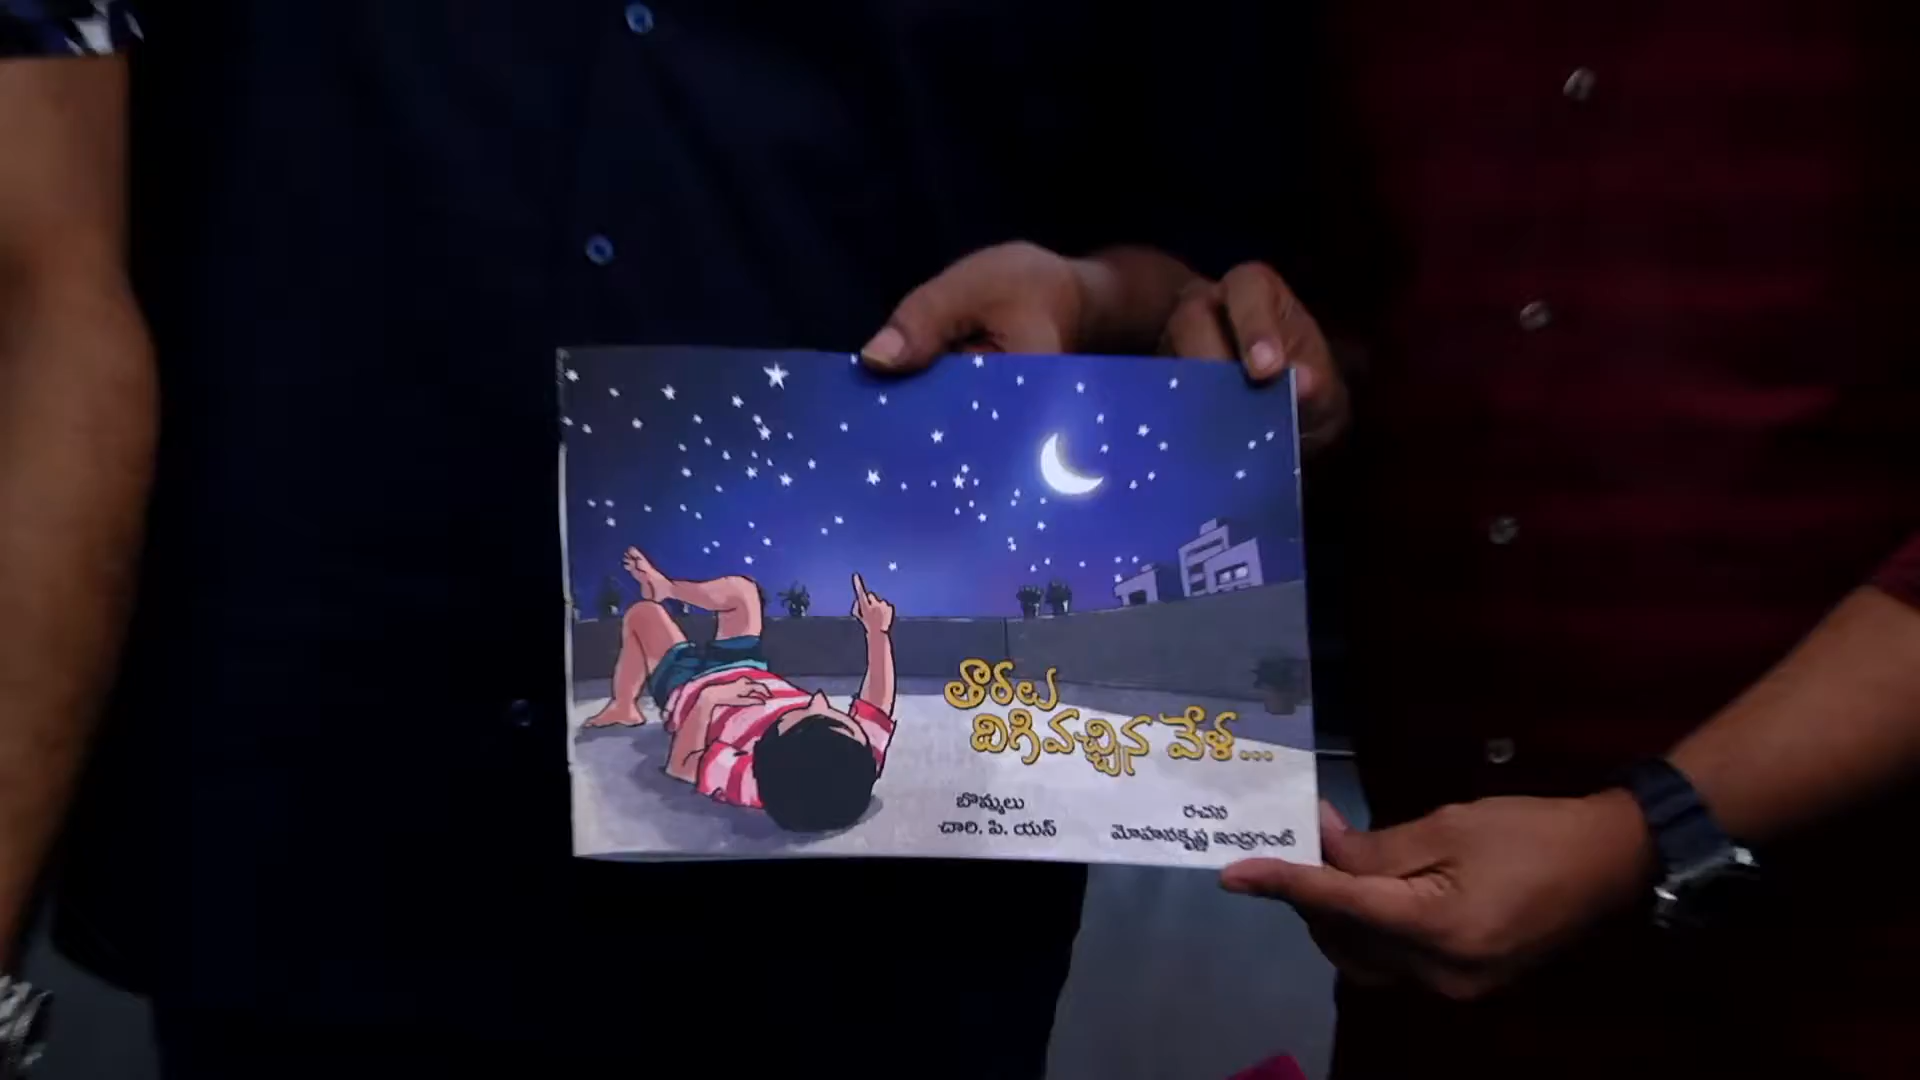 తారలు
దిగివచ్చిన వేళ...
బొమ్మలు
చారి. పి. యస్
రచన
మోహనకృష్ణ ఇంద్రగంటి